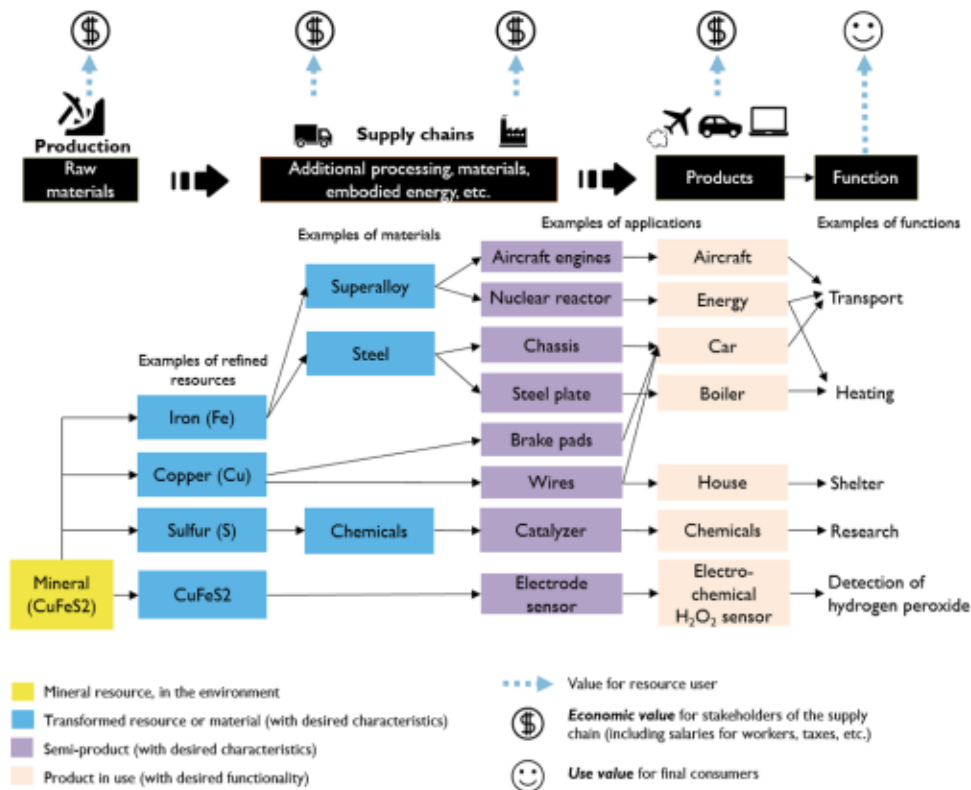 $
$
$
$
Production
Supply chains
Raw
materials
Additional processing, materials,
embodied energy, etc.
Products
Function
Examples of materials
Examples of applications
Examples of functions
Superalloy
Aircraft engines
Aircraft
Nuclear reactor
Energy
Transport
Steel
Chassis
Car
Examples of refined
resources
Steel plate
Boiler
Heating
Iron (Fe)
Brake pads
Copper (Cu)
Wires
House
Shelter
Sulfur (S)
Chemicals
Catalyzer
Chemicals
Research
Mineral
(CuFeS2)
CuFeS2
Electrode
sensor
Electro-
chemical
H₂O₂ sensor
Detection of
hydrogen peroxide
Mineral resource, in the environment
Transformed resource or material (with desired characteristics)
Semi-product (with desired characteristics)
Product in use (with desired functionality)
Value for resource user
$
Economic value for stakeholders of the supply
chain (including salaries for workers, taxes, etc.)
Use value for final consumers